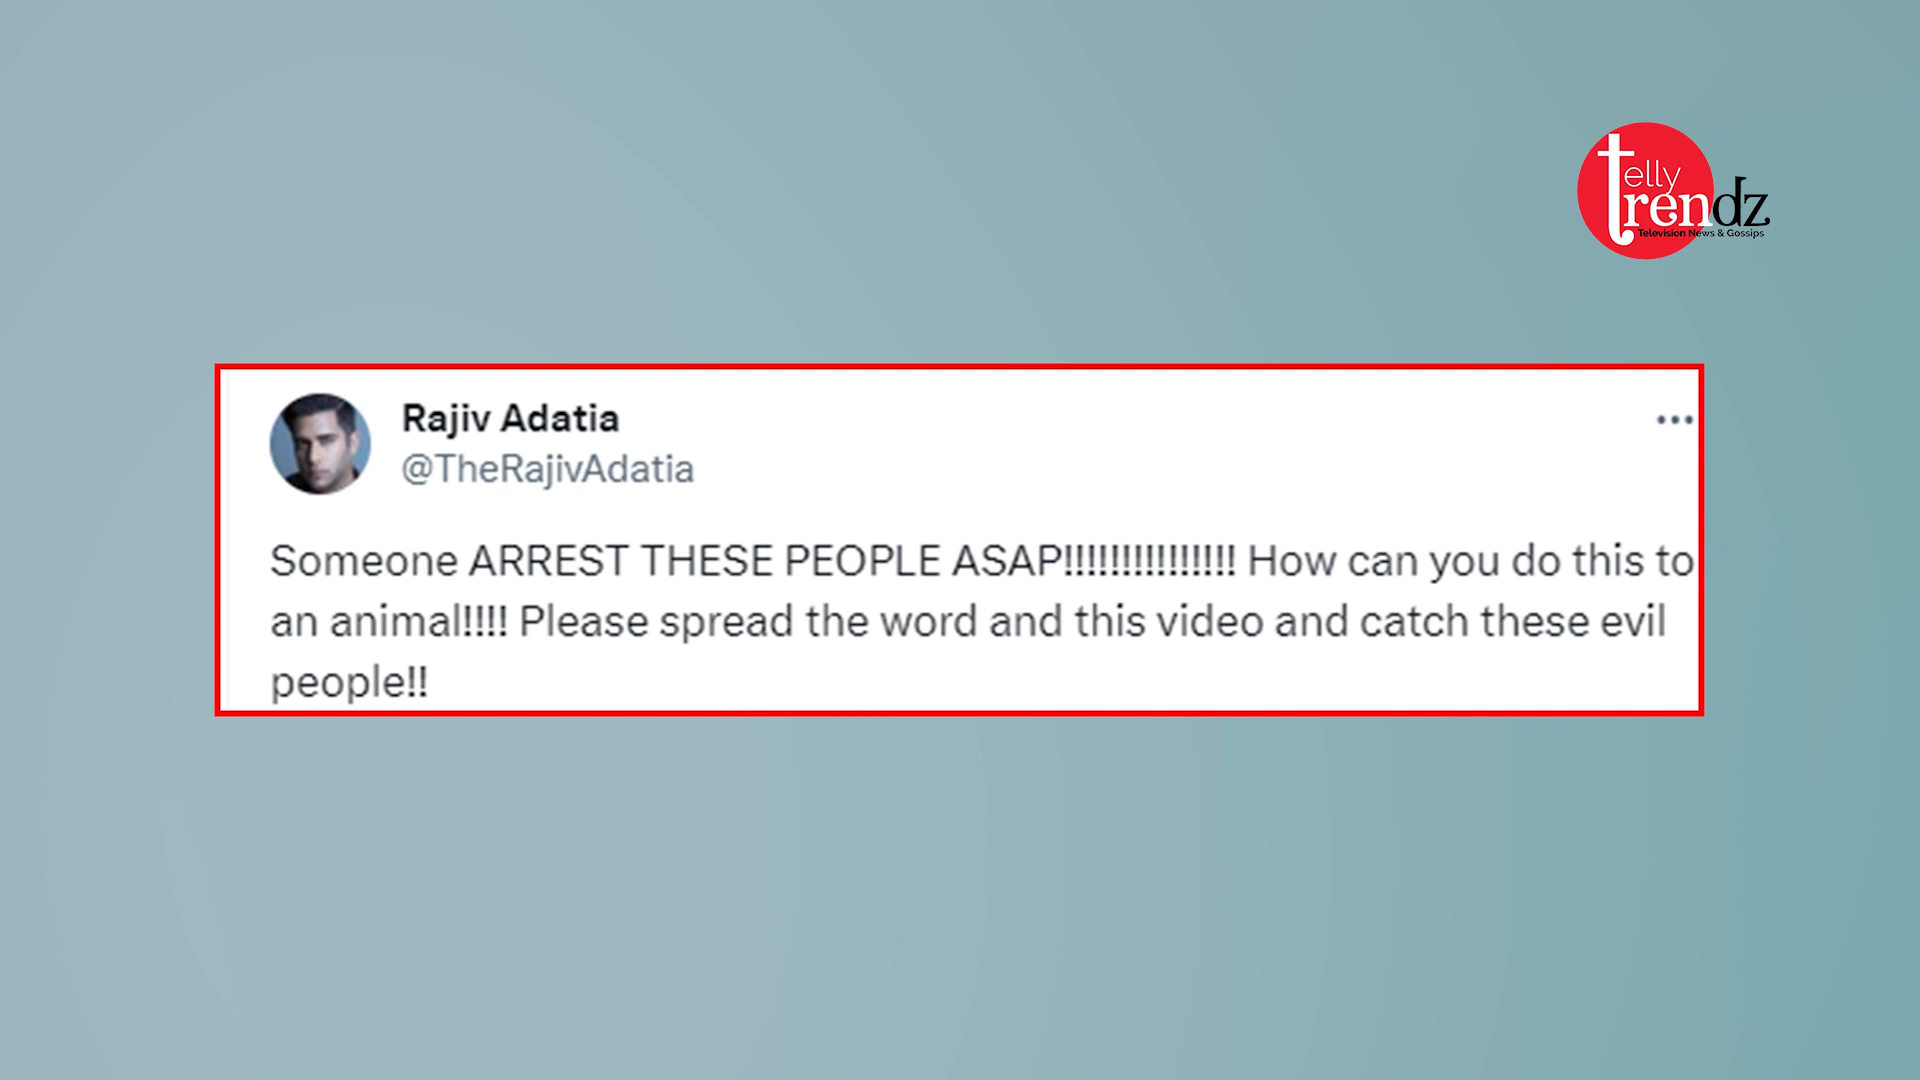 telly
trendz
Television News & Gossips
Rajiv Adatia
@TheRajivAdatia
Someone ARREST THESE PEOPLE ASAP!!!!!!!!!!!!!!! How can you do this to
an animal!!!! Please spread the word and this video and catch these evil
people!!